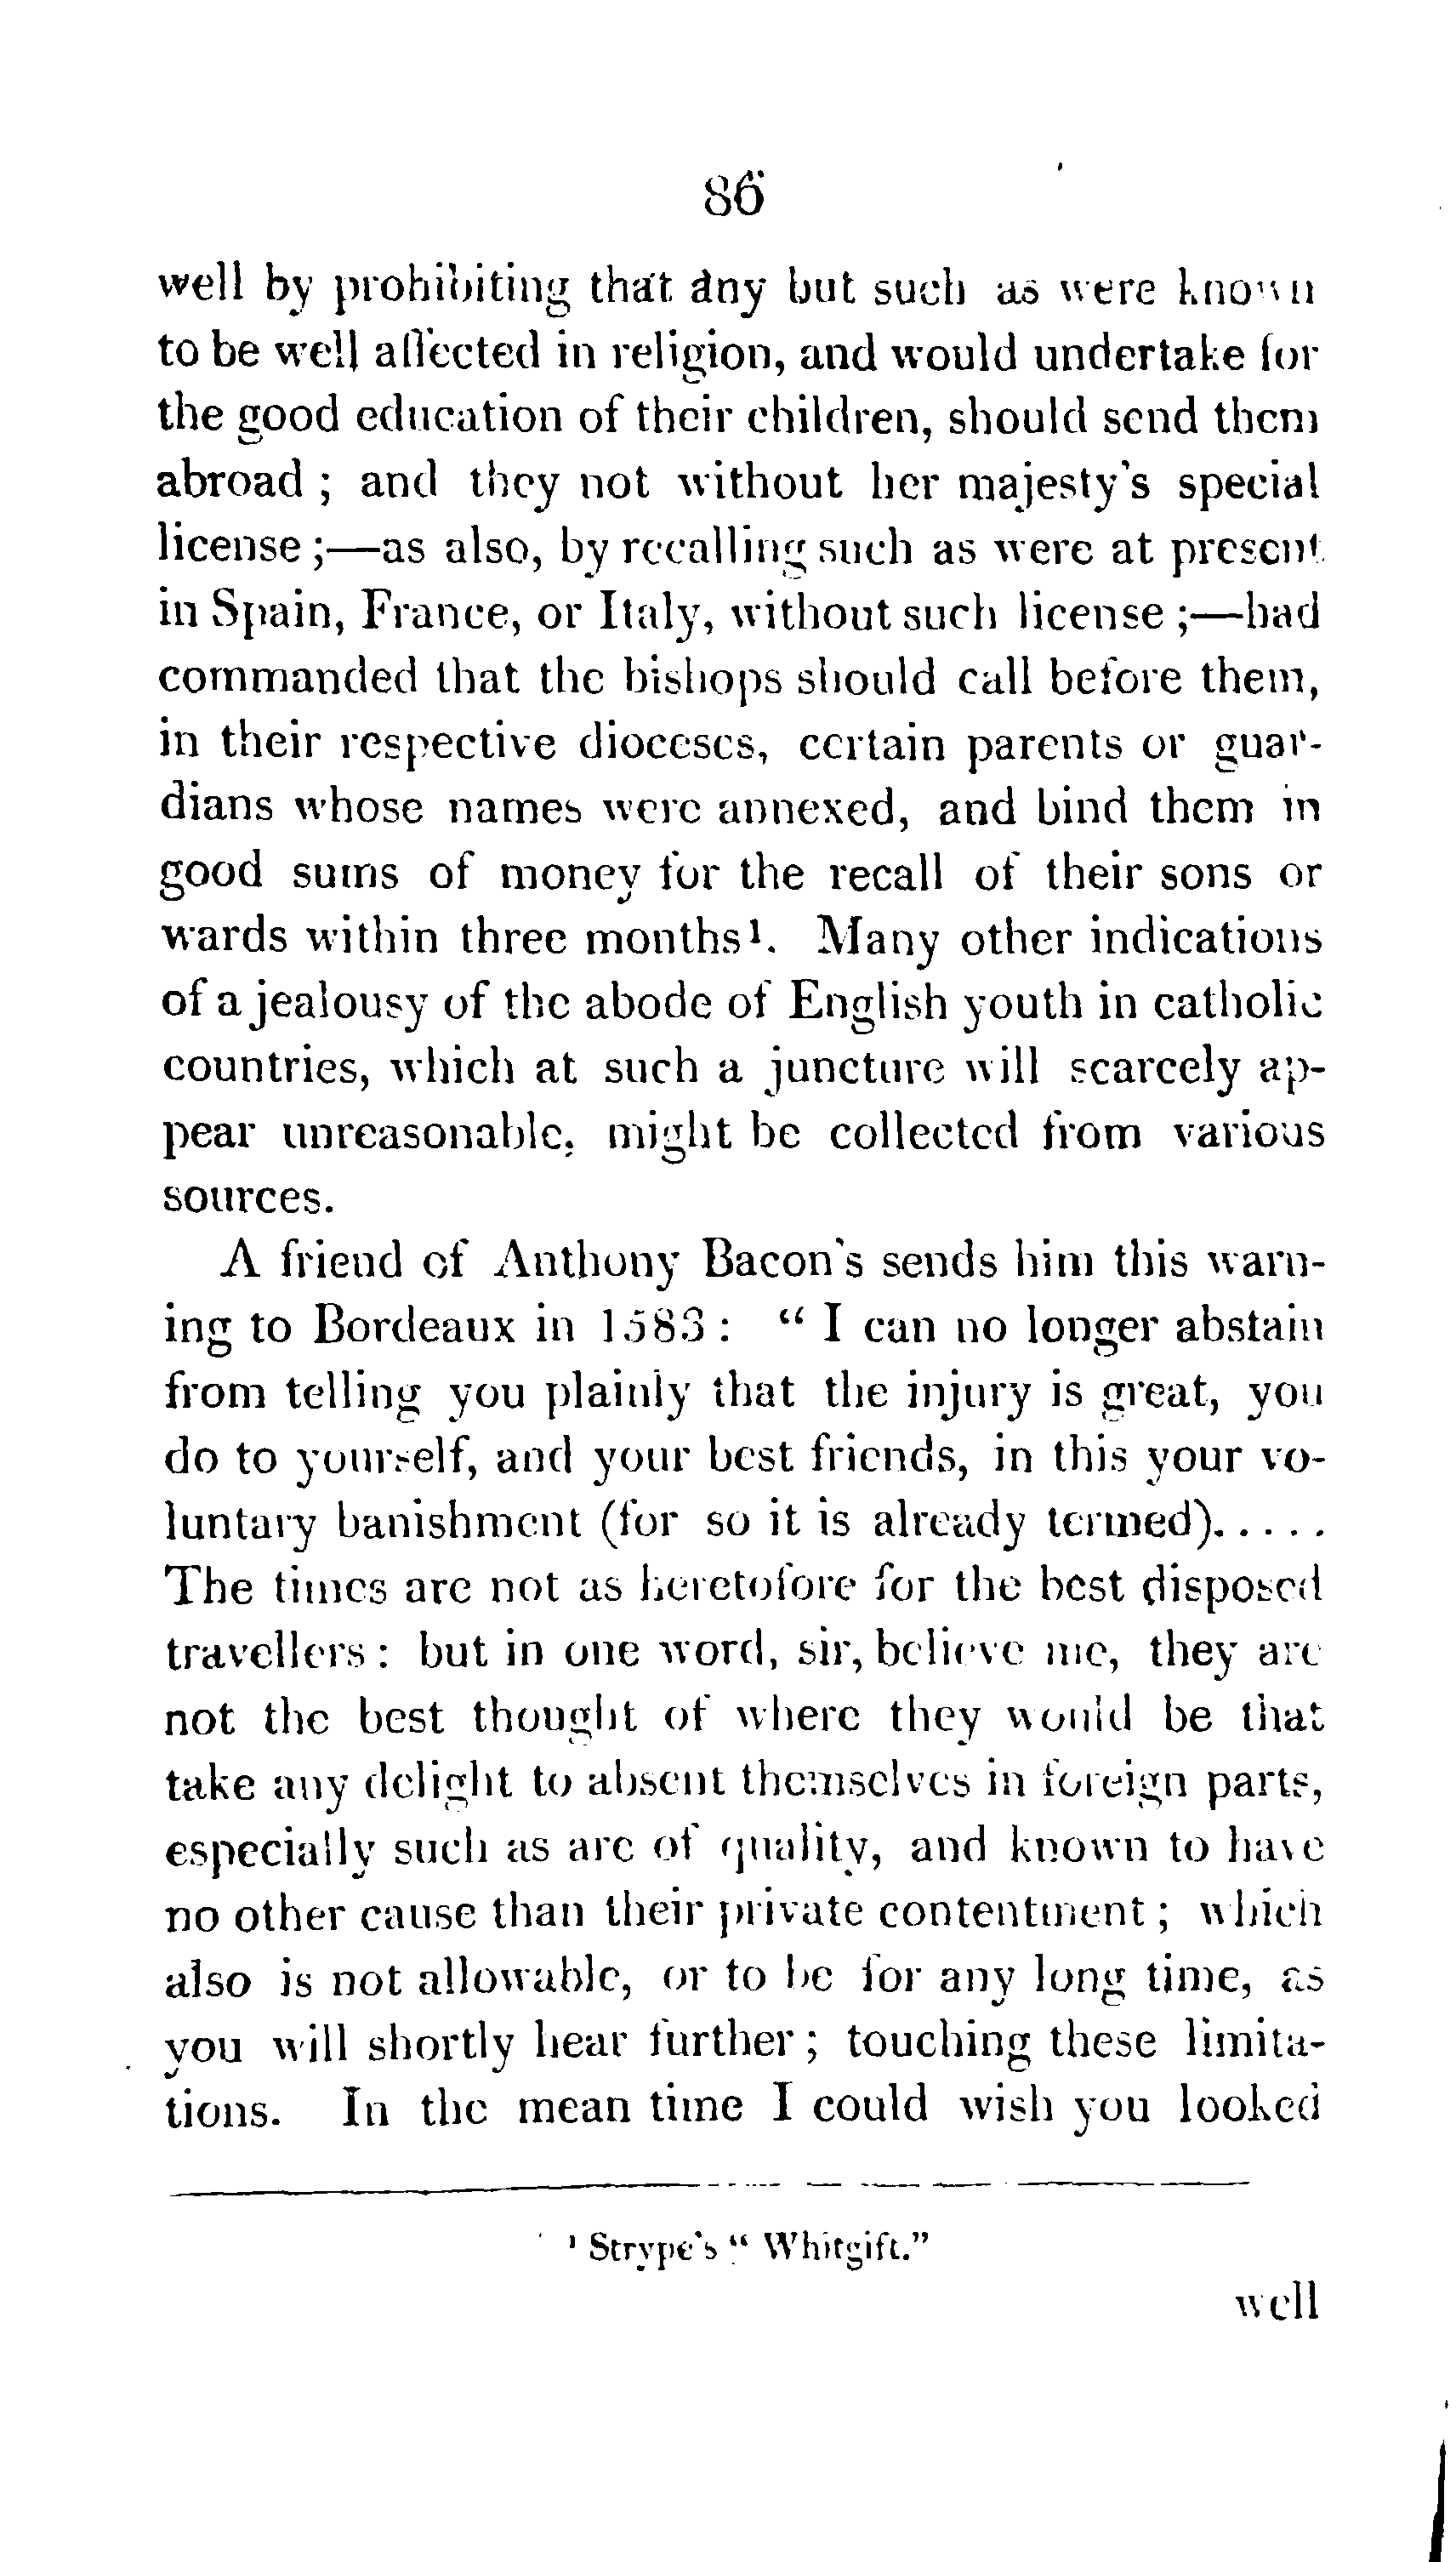 86
well by prohibiting that any but such as were known
to be well affected in religion, and would undertake for
the good education of their children, should send them
abroad ; and they not without her majesty's special
license ;—as also, by recalling such as were at present
in Spain, France, or Italy, without such license ;—had
commanded that the bishops should call before them,
in their respective dioceses, certain parents or guar-
dians whose names were annexed, and bind them in
good sums of money for the recall of their sons or
wards within three months¹. Many other indications
of a jealousy of the abode of English youth in catholic
countries, which at such a juncture will scarcely ap-
pear unreasonable, might be collected from various
sources.
A friend of Anthony Bacon's sends him this warn-
ing to Bordeaux in 1583 : “ I can no longer abstain
from telling you plainly that the injury is great, you
do to yourself, and your best friends, in this your vo-
luntary banishment (for so it is already termed). . . . .
The times are not as heretofore for the best disposed
travellers : but in one word, sir, believe me, they are
not the best thought of where they would be that
take any delight to absent themselves in foreign parts,
especially such as are of quality, and known to have
no other cause than their private contentment ; which
also is not allowable, or to be for any long time, as
you will shortly hear further ; touching these limita-
tions. In the mean time I could wish you looked
¹ Strype's “ Whitgift.”
well